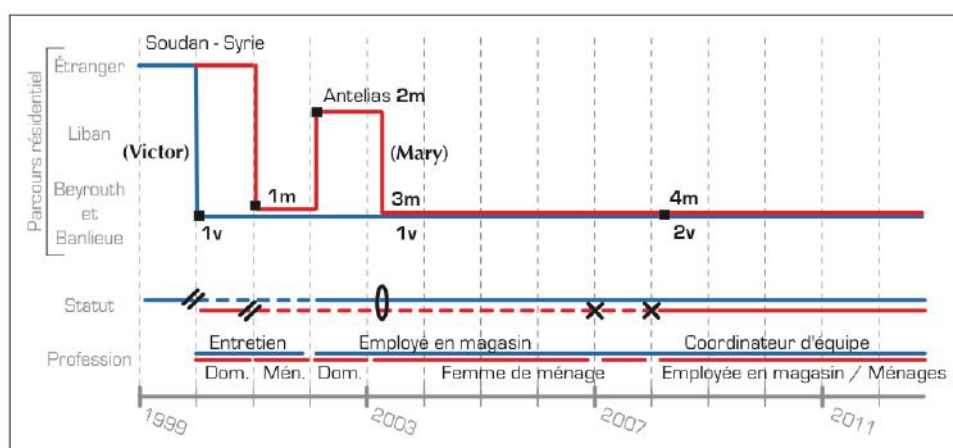 Parcours résidentiel
Soudan - Syrie
Étranger
Antelias 2m
Liban
(Victor)
(Mary)
Beyrouth
et
Banlieue
1m
3m
4m
1v
1v
2v
Statut
Profession
Entretien
Employé en magasin
Coordinateur d'équipe
Dom.
Mén.
Dom.
Femme de ménage
Employée en magasin / Ménages
1999
2003
2007
2011